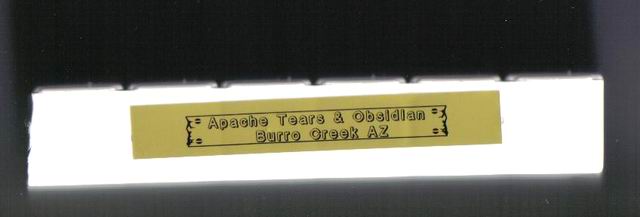 Apache Tears & Obsidian
Burro Creek AZ